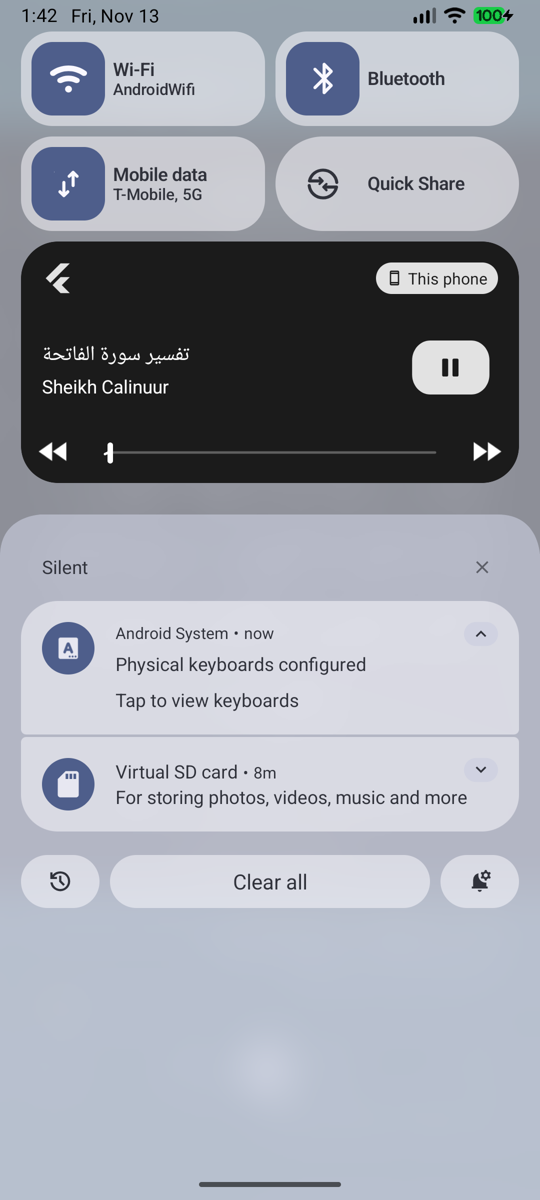 1:42 Fri, Nov 13
100
Wi-Fi
AndroidWifi
Bluetooth
Mobile data
T-Mobile, 5G
Quick Share
This phone
تفسير سورة الفاتحة
Sheikh Calinuur
Silent
Android System • now
Physical keyboards configured
Tap to view keyboards
Virtual SD card • 8m
For storing photos, videos, music and more
Clear all